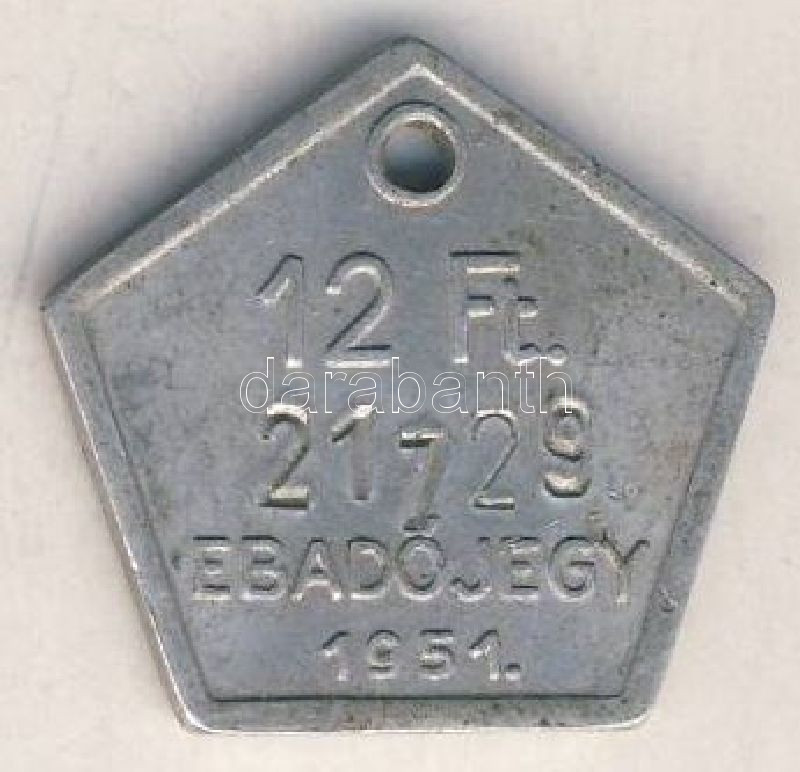 12 Ft.
darabanth
21729
EBADÓJEGY
1951.